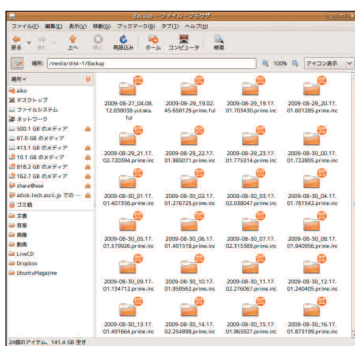 Backup - ファイル・ブラウザ
ファイル(F) 編集(E) 表示(V) 移動(G) ブックマーク(B) タブ(T) ヘルプ(H)
戻る 進む 上へ 停止 再読込み ホーム コンピュータ 検索
場所: /media/disk-1/Backup 100% アイコン表示
場所
aiko
デスクトップ
ファイルシステム
ネットワーク
500.1 GB のメディア
87.0 GB のメディア
413.1 GB のメディア
10.1 GB のメディア
818.2 GB のメディア
162.7 GB のメディア
ゴミ箱
文書
音楽
画像
動画
LiveCD
Dropbox
UbuntuMagazine
2009-08-27_04.08.
12.838058.yutaka.
ful
2009-08-29_19.02.
45.658129.prime.ful
2009-08-29_19.17.
01.703430.prime.inc
2009-08-29_20.17.
01.601285.prime.inc
2009-08-29_21.17.
02.720394.prime.inc
2009-08-29_22.17.
01.985071.prime.inc
2009-08-29_23.17.
01.775314.prime.inc
2009-08-30_00.17.
01.722805.prime.inc
2009-08-30_01.17.
01.407356.prime.inc
2009-08-30_02.17.
01.276725.prime.inc
2009-08-30_03.17.
02.038047.prime.inc
2009-08-30_04.17.
01.761542.prime.inc
2009-08-30_05.17.
01.579926.prime.inc
2009-08-30_06.17.
01.401518.prime.inc
2009-08-30_07.17.
02.315389.prime.inc
2009-08-30_08.17.
01.940956.prime.inc
2009-08-30_09.17.
01.134712.prime.inc
2009-08-30_10.17.
01.059562.prime.inc
2009-08-30_11.17.
02.276067.prime.inc
2009-08-30_12.17.
01.240405.prime.inc
2009-08-30_13.17.
01.491664.prime.inc
2009-08-30_14.17.
02.254898.prime.inc
2009-08-30_15.17.
01.963927.prime.inc
2009-08-30_16.17.
01.875199.prime.inc
24個のアイテム、141.4 GB 空き